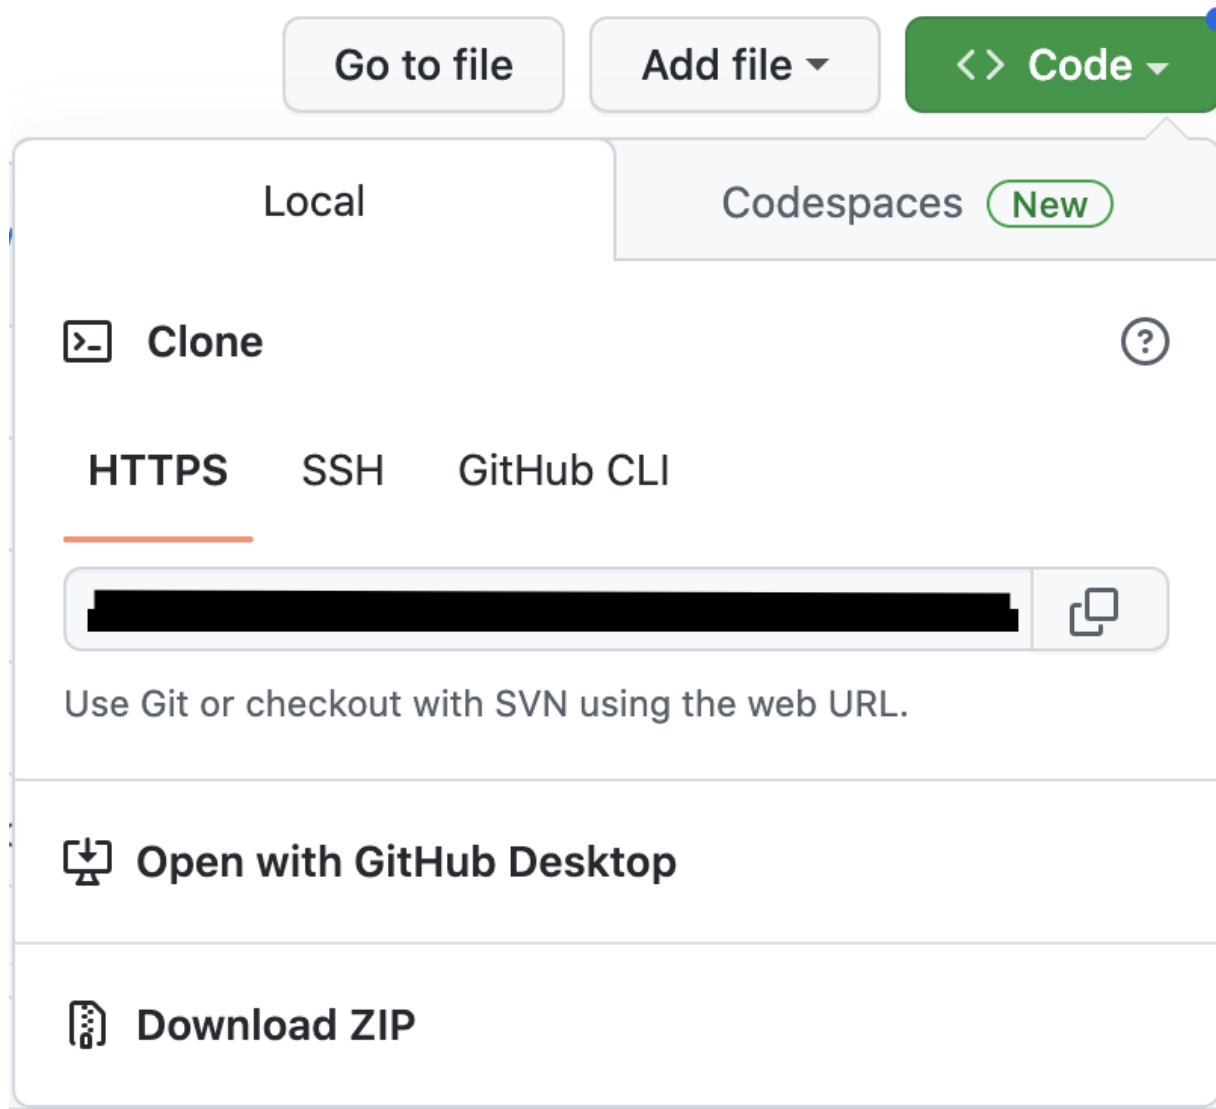 Go to file
Add file
<> Code
Local
Codespaces New
Clone
HTTPS SSH GitHub CLI
Use Git or checkout with SVN using the web URL.
Open with GitHub Desktop
Download ZIP